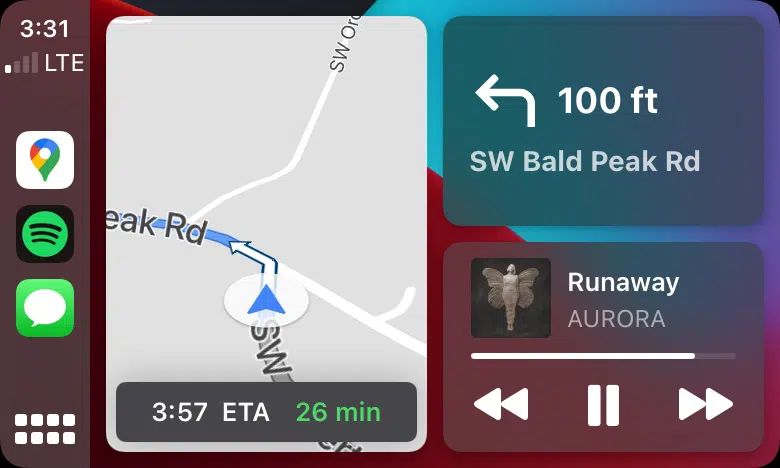 3:31
LTE
SW Orc
eak Rd
SW
3:57 ETA 26 min
100 ft
SW Bald Peak Rd
Runaway
AURORA